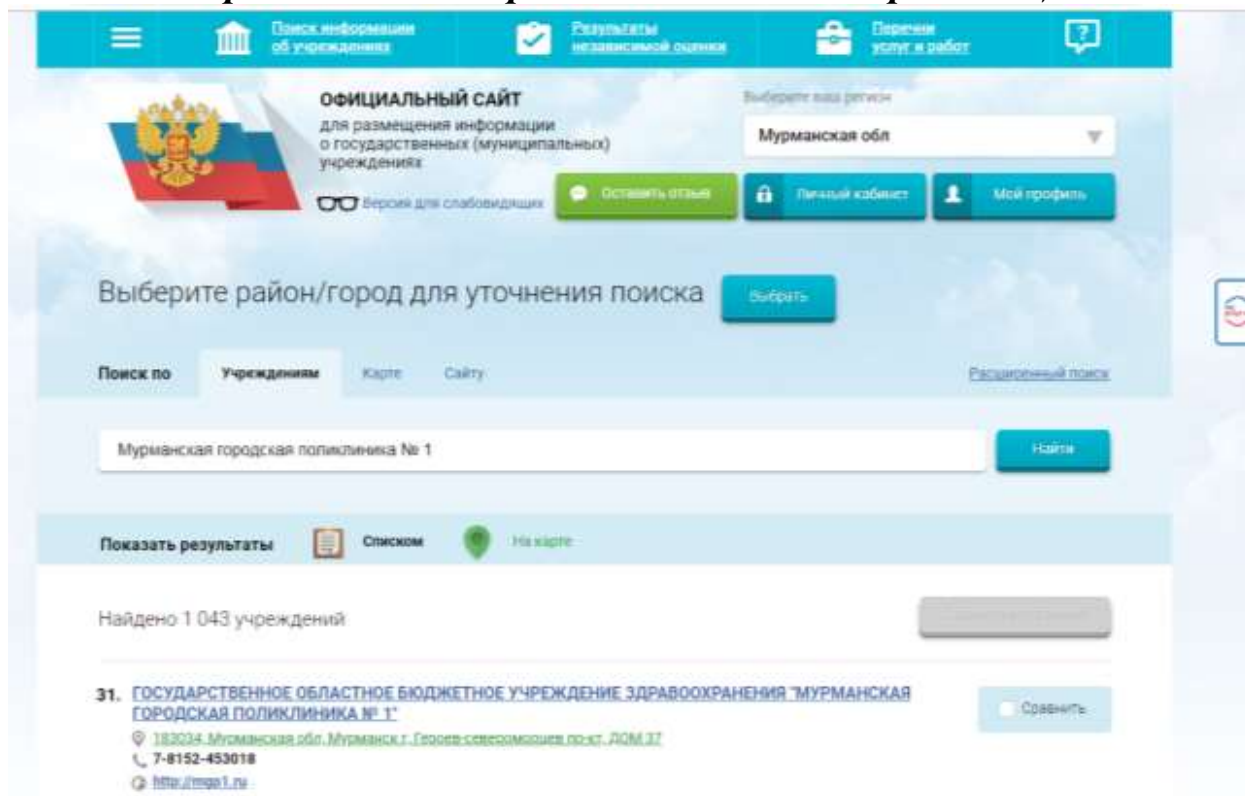 Поиск информации
об учреждениях
Результаты
независимой оценки
Перечни
услуг и работ
ОФИЦИАЛЬНЫЙ САЙТ
для размещения информации
о государственных (муниципальных)
учреждениях
Версия для слабовидящих
Выберите ваш регион
Мурманская обл
Оставить отзыв
Личный кабинет
Мой профиль
Выберите район/город для уточнения поиска
Выбрать
Поиск по
Учреждениям
Карте
Сайту
Расширенный поиск
Мурманская городская поликлиника № 1
Найти
Показать результаты
Списком
На карте
Найдено 1 043 учреждений
31. ГОСУДАРСТВЕННОЕ ОБЛАСТНОЕ БЮДЖЕТНОЕ УЧРЕЖДЕНИЕ ЗДРАВООХРАНЕНИЯ "МУРМАНСКАЯ
ГОРОДСКАЯ ПОЛИКЛИНИКА № 1"
Сравнить
183034, Мурманская обл, Мурманск г, Героев-североморцев пр-кт, ДОМ 37
7-8152-453018
http://mgp1.ru